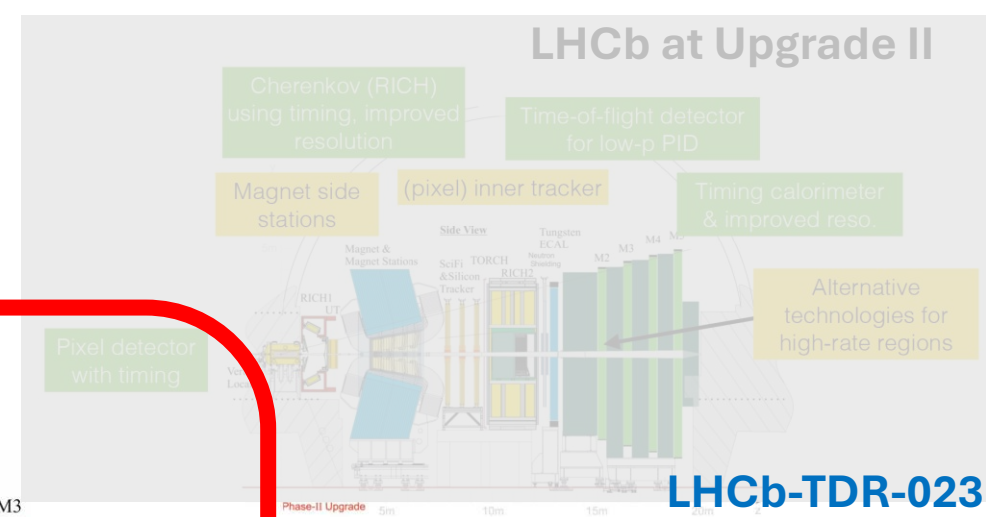 LHCb at Upgrade II
Cherenkov (RICH)
using timing, improved
resolution
Time-of-flight detector
for low-p PID
Magnet side
stations
(pixel) inner tracker
Timing calorimeter
& improved reso.
Side View
Magnet &
Magnet Stations
SciFi
&Silicon
Tracker
TORCH
RICH2
Tungsten
ECAL
Neutron
Shielding
M2
M3
M4
RICH1
UT
Alternative
technologies for
high-rate regions
Pixel detector
with timing
LHCb-TDR-023
M3
Phase-II Upgrade
5m
10m
15m
20m
z